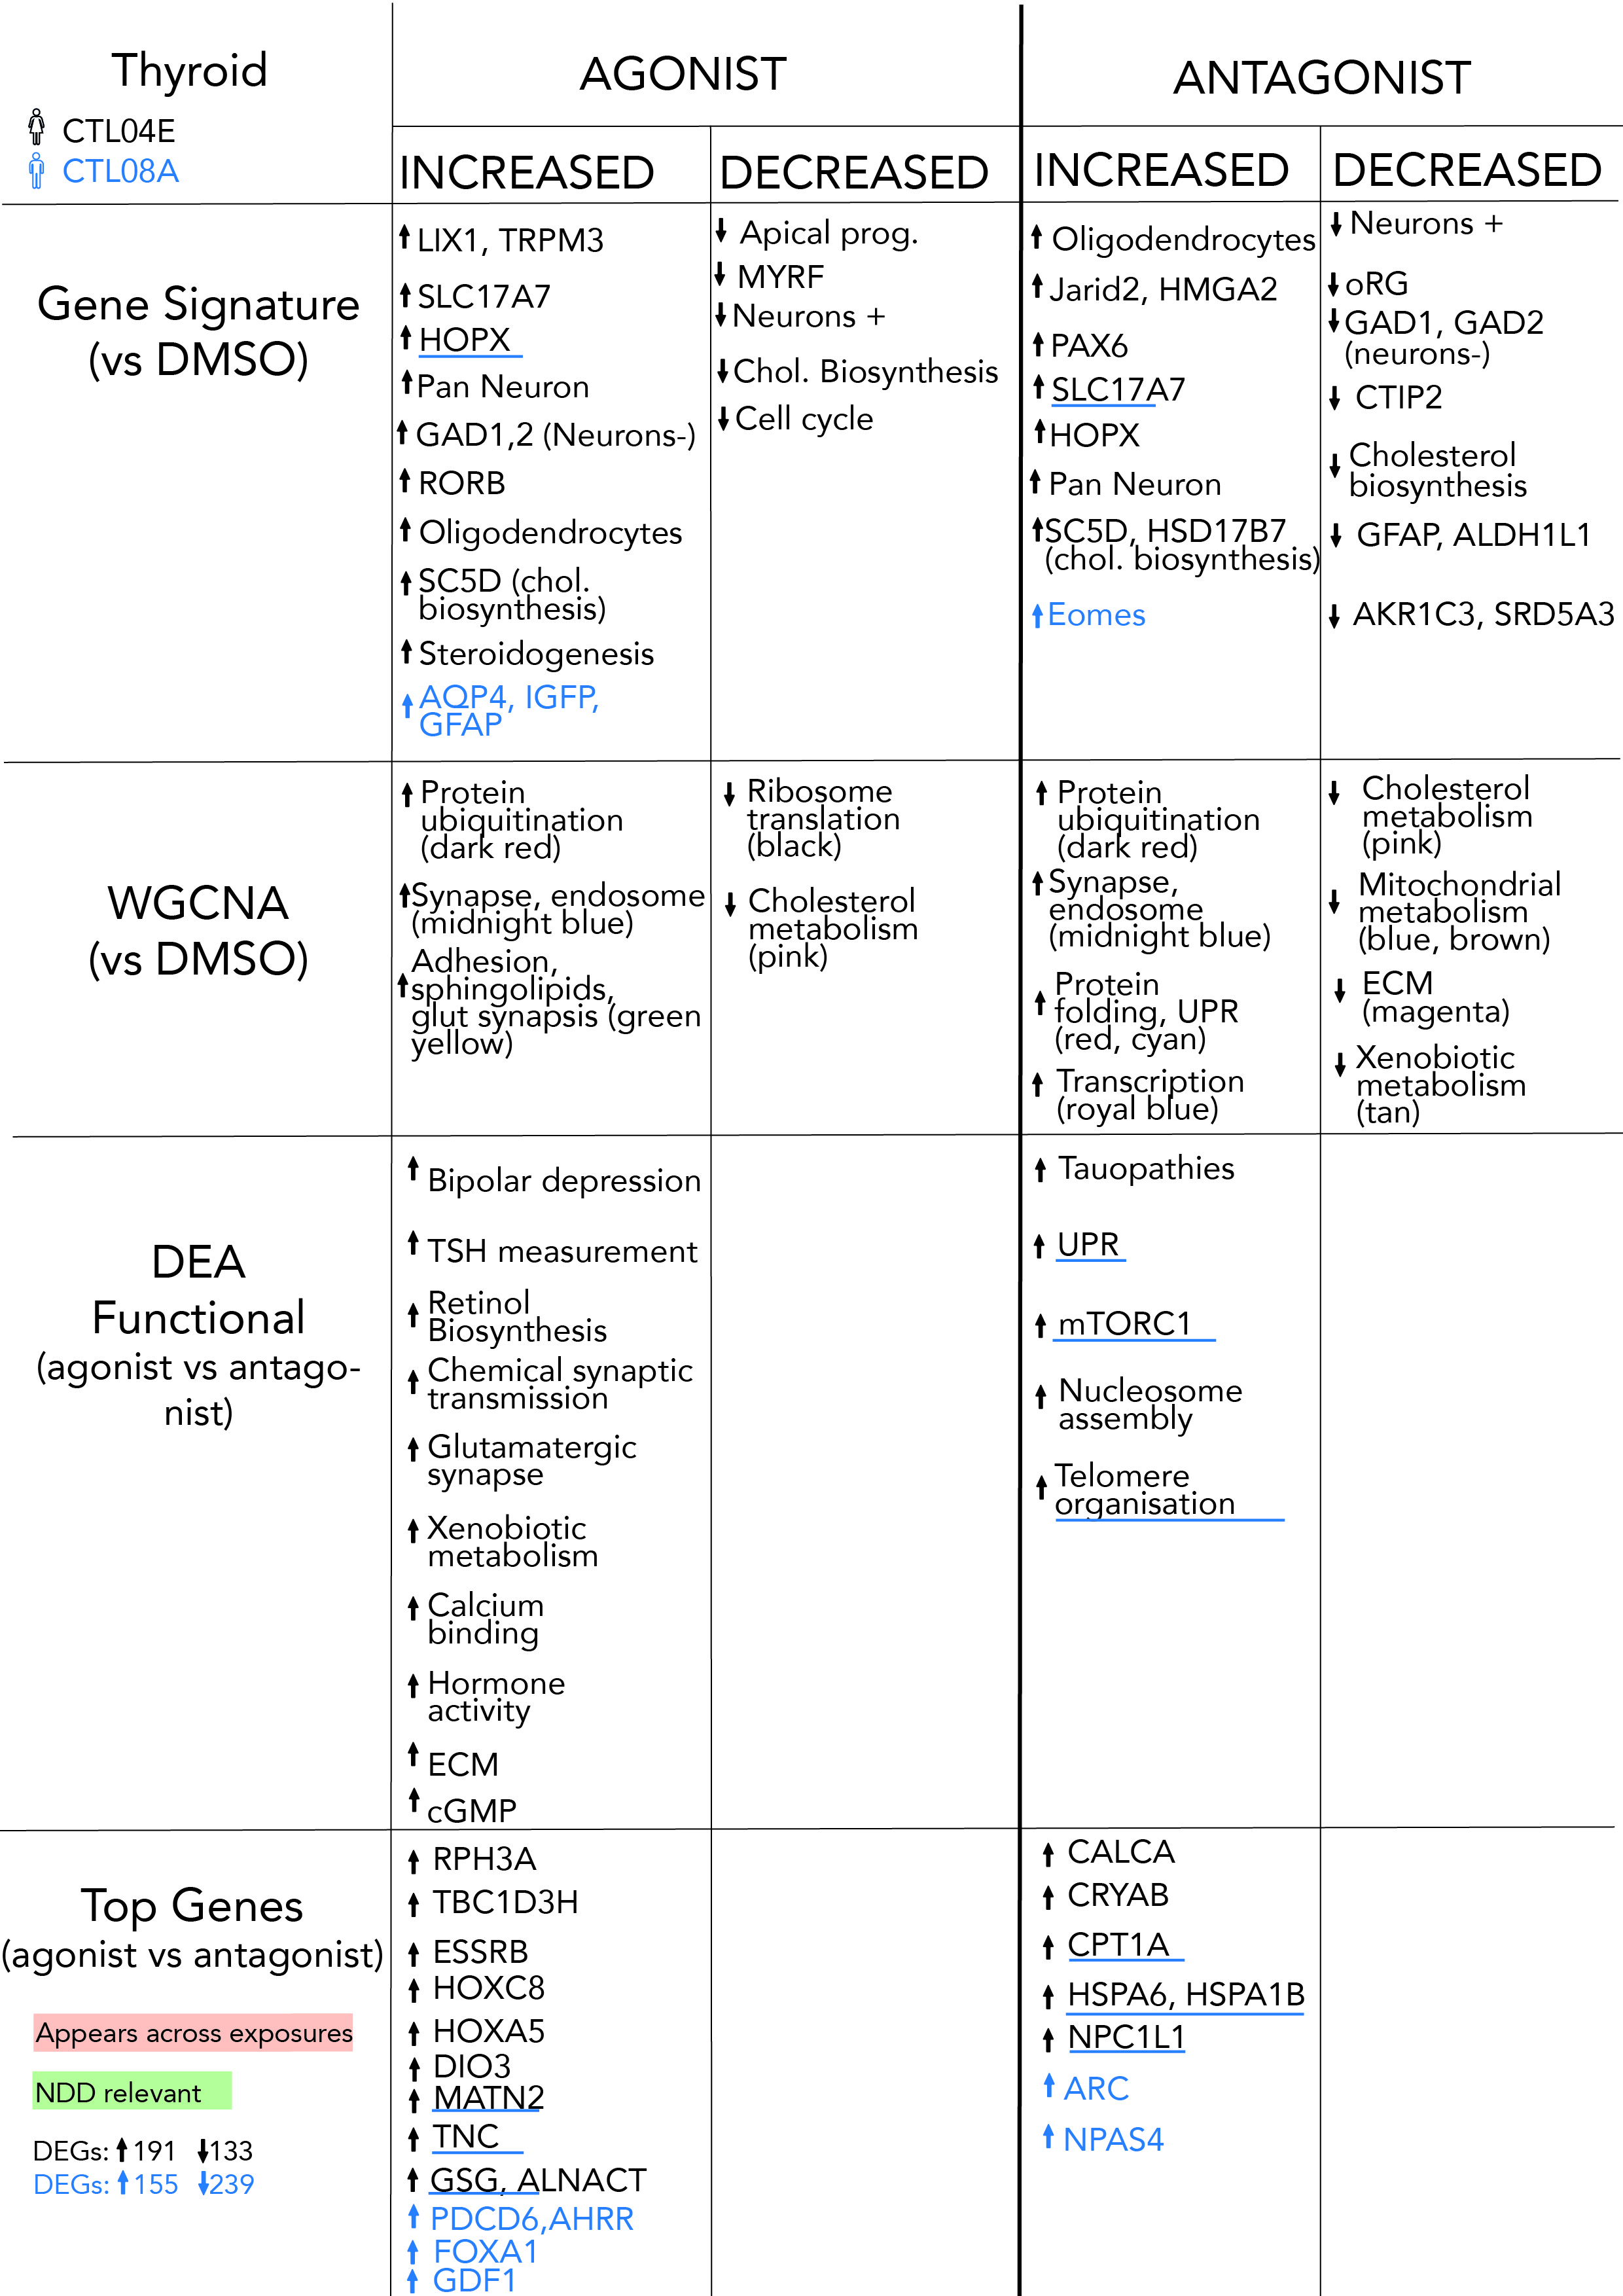 Thyroid
CTL04E
CTL08A
AGONIST
ANTAGONIST
INCREASED
DECREASED
INCREASED
DECREASED
Gene Signature
(vs DMSO)
LIX1, TRPM3
SLC17A7
HOPX
Pan Neuron
GAD1,2 (Neurons-)
RORB
Oligodendrocytes
SC5D (chol.
biosynthesis)
Steroidogenesis
AQP4, IGFP,
GFAP
Apical prog.
MYRF
Neurons +
Chol. Biosynthesis
Cell cycle
Oligodendrocytes
Jarid2, HMGA2
PAX6
SLC17A7
HOPX
Pan Neuron
SC5D, HSD17B7
(chol. biosynthesis)
Eomes
Neurons +
oRG
GAD1, GAD2
(neurons-)
CTIP2
Cholesterol
biosynthesis
GFAP, ALDH1L1
AKR1C3, SRD5A3
WGCNA
(vs DMSO)
Protein
ubiquitination
(dark red)
Synapse, endosome
(midnight blue)
Adhesion,
sphingolipids,
glut synapsis (green
yellow)
Ribosome
translation
(black)
Cholesterol
metabolism
(pink)
Protein
ubiquitination
(dark red)
Synapse,
endosome
(midnight blue)
Protein
folding, UPR
(red, cyan)
Transcription
(royal blue)
Cholesterol
metabolism
(pink)
Mitochondrial
metabolism
(blue, brown)
ECM
(magenta)
Xenobiotic
metabolism
(tan)
DEA
Functional
(agonist vs antago-
nist)
Bipolar depression
TSH measurement
Retinol
Biosynthesis
Chemical synaptic
transmission
Glutamatergic
synapse
Xenobiotic
metabolism
Calcium
binding
Hormone
activity
ECM
cGMP
Tauopathies
UPR
mTORC1
Nucleosome
assembly
Telomere
organisation
Top Genes
(agonist vs antagonist)
Appears across exposures
NDD relevant
DEGs: ↑191 ↓133
DEGs: ↑155 ↓239
RPH3A
TBC1D3H
ESSRB
HOXC8
HOXA5
DIO3
MATN2
TNC
GSG, ALNACT
PDCD6,AHRR
FOXA1
GDF1
CALCA
CRYAB
CPT1A
HSPA6, HSPA1B
NPC1L1
ARC
NPAS4